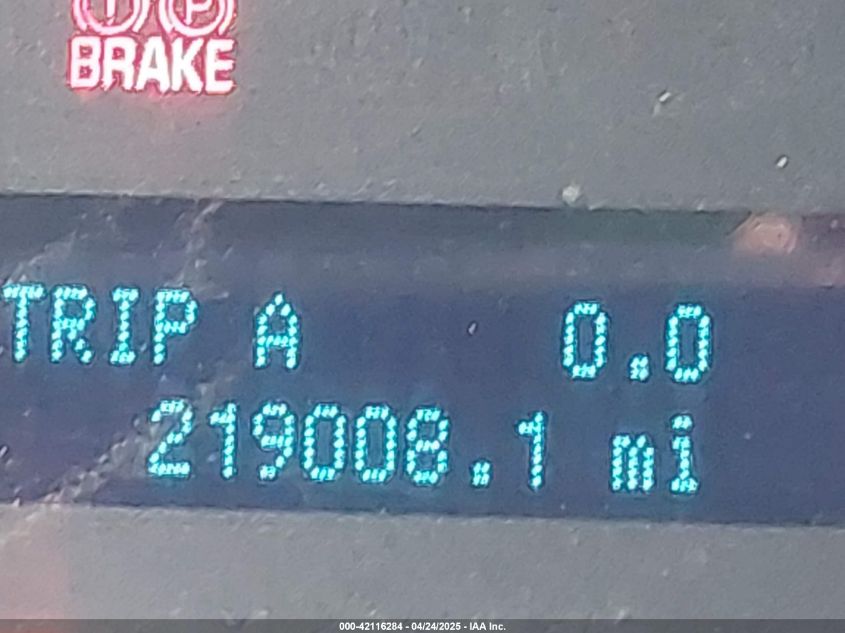 BRAKE
TRIP A 0.0
219008.1 mi
000-42116284 - 04/24/2025 - IAA Inc.